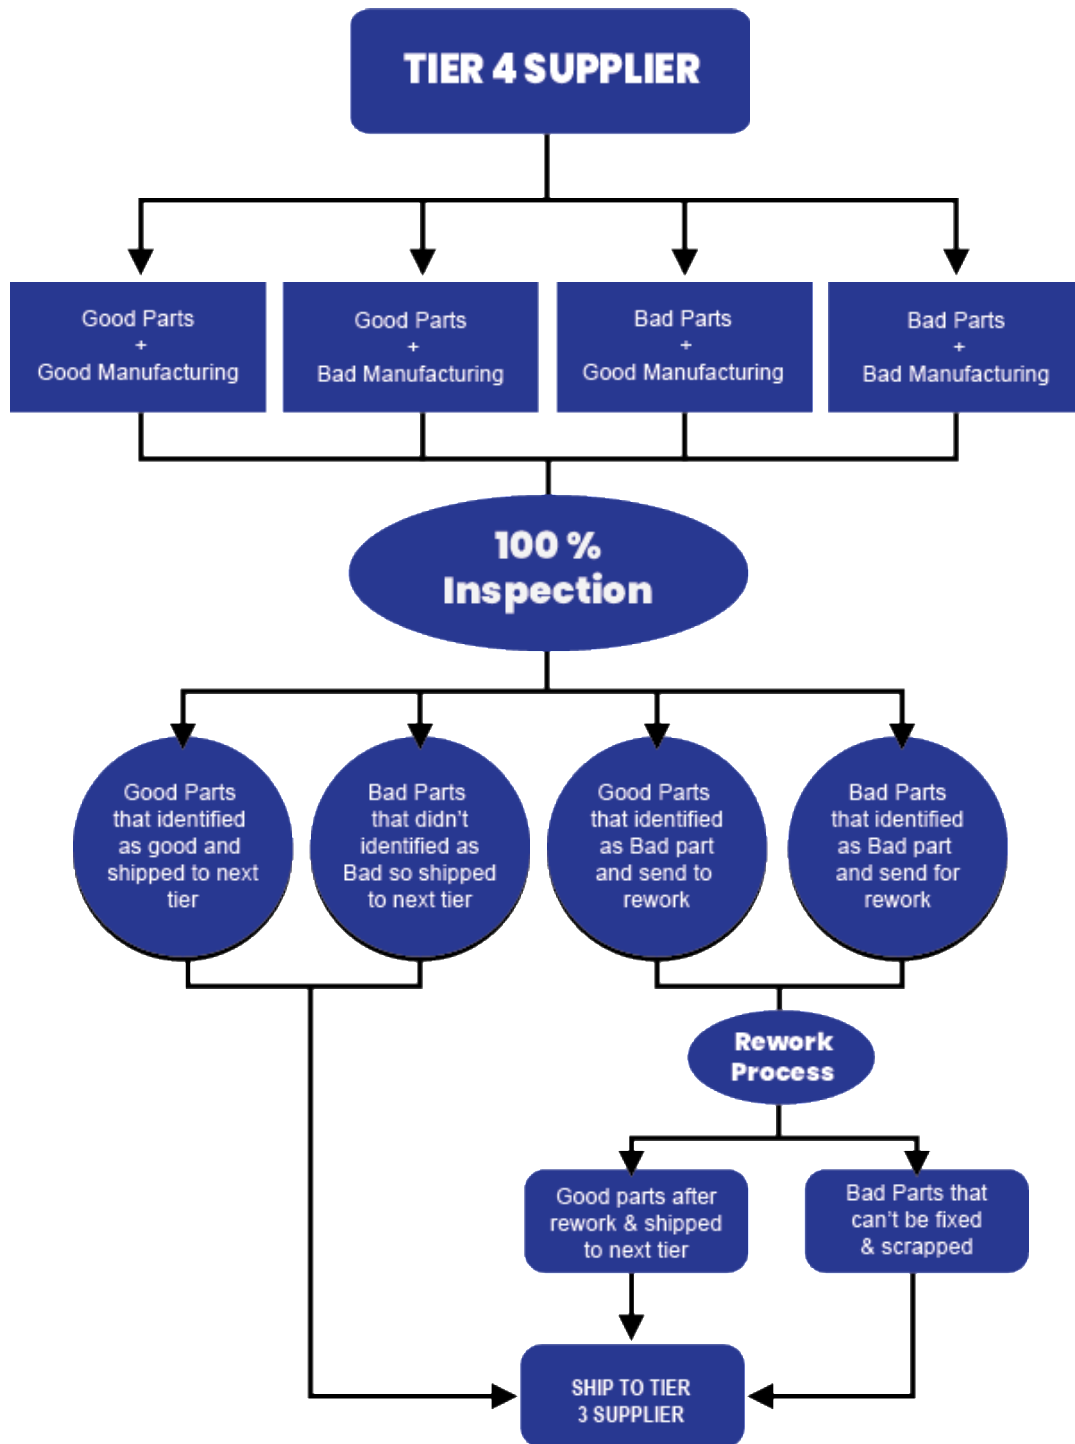 TIER 4 SUPPLIER
Good Parts
+
Good Manufacturing
Good Parts
+
Bad Manufacturing
Bad Parts
+
Good Manufacturing
Bad Parts
+
Bad Manufacturing
100 %
Inspection
Good Parts
that identified
as good and
shipped to next
tier
Bad Parts
that didn't
identified as
Bad so shipped
to next tier
Good Parts
that identified
as Bad part
and send to
rework
Bad Parts
that identified
as Bad part
and send for
rework
Rework
Process
Good parts after
rework & shipped
to next tier
Bad Parts that
can't be fixed
& scrapped
SHIP TO TIER
3 SUPPLIER